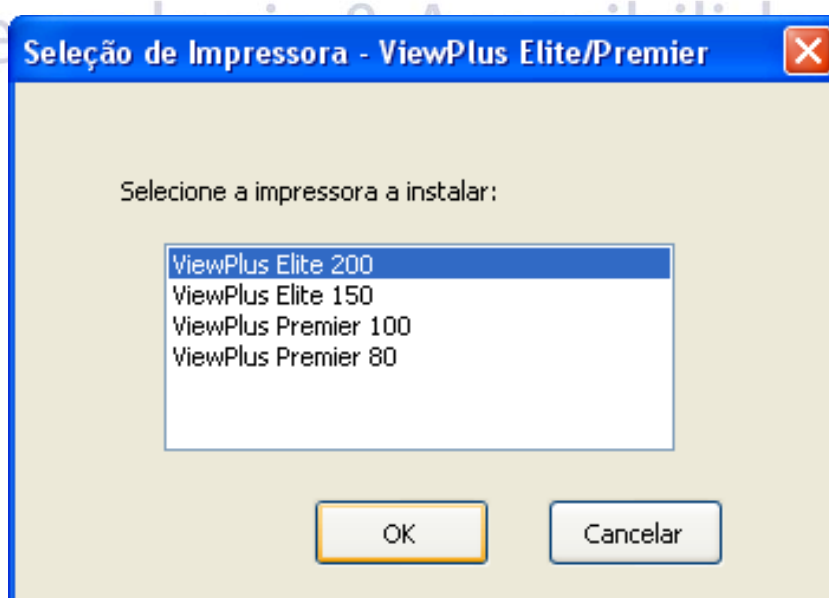 Seleção de Impressora - ViewPlus Elite/Premier
Selecione a impressora a instalar:
ViewPlus Elite 200
ViewPlus Elite 150
ViewPlus Premier 100
ViewPlus Premier 80
OK
Cancelar